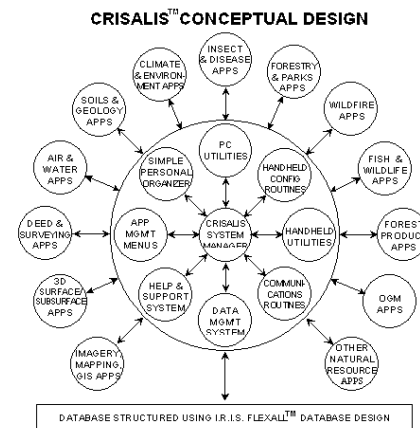 CRISALIS™ CONCEPTUAL DESIGN
INSECT
& DISEASE
APPS
CLIMATE
& ENVIRON-
MENT APPS
FORESTRY
& PARKS
APPS
SOILS &
GEOLOGY
APPS
WILDFIRE
APPS
PC
UTILITIES
SIMPLE
PERSONAL
ORGANIZER
HANDHELD
CONFIG
ROUTINES
AIR &
WATER
APPS
FISH &
WILDLIFE
APPS
DEED &
SURVEYING
APPS
APP
MGMT
MENUS
CRISALIS
SYSTEM
MANAGER
HANDHELD
UTILITIES
FOREST
PRODUCT
APPS
3D
SURFACE/
SUBSURFACE
APPS
HELP &
SUPPORT
SYSTEM
DATA
MGMT
SYSTEM
COMMUNI-
CATIONS
ROUTINES
OGM
APPS
IMAGERY,
MAPPING,
GIS APPS
OTHER
NATURAL
RESOURCE
APPS
DATABASE STRUCTURED USING I.R.I.S. FLEXALL™ DATABASE DESIGN